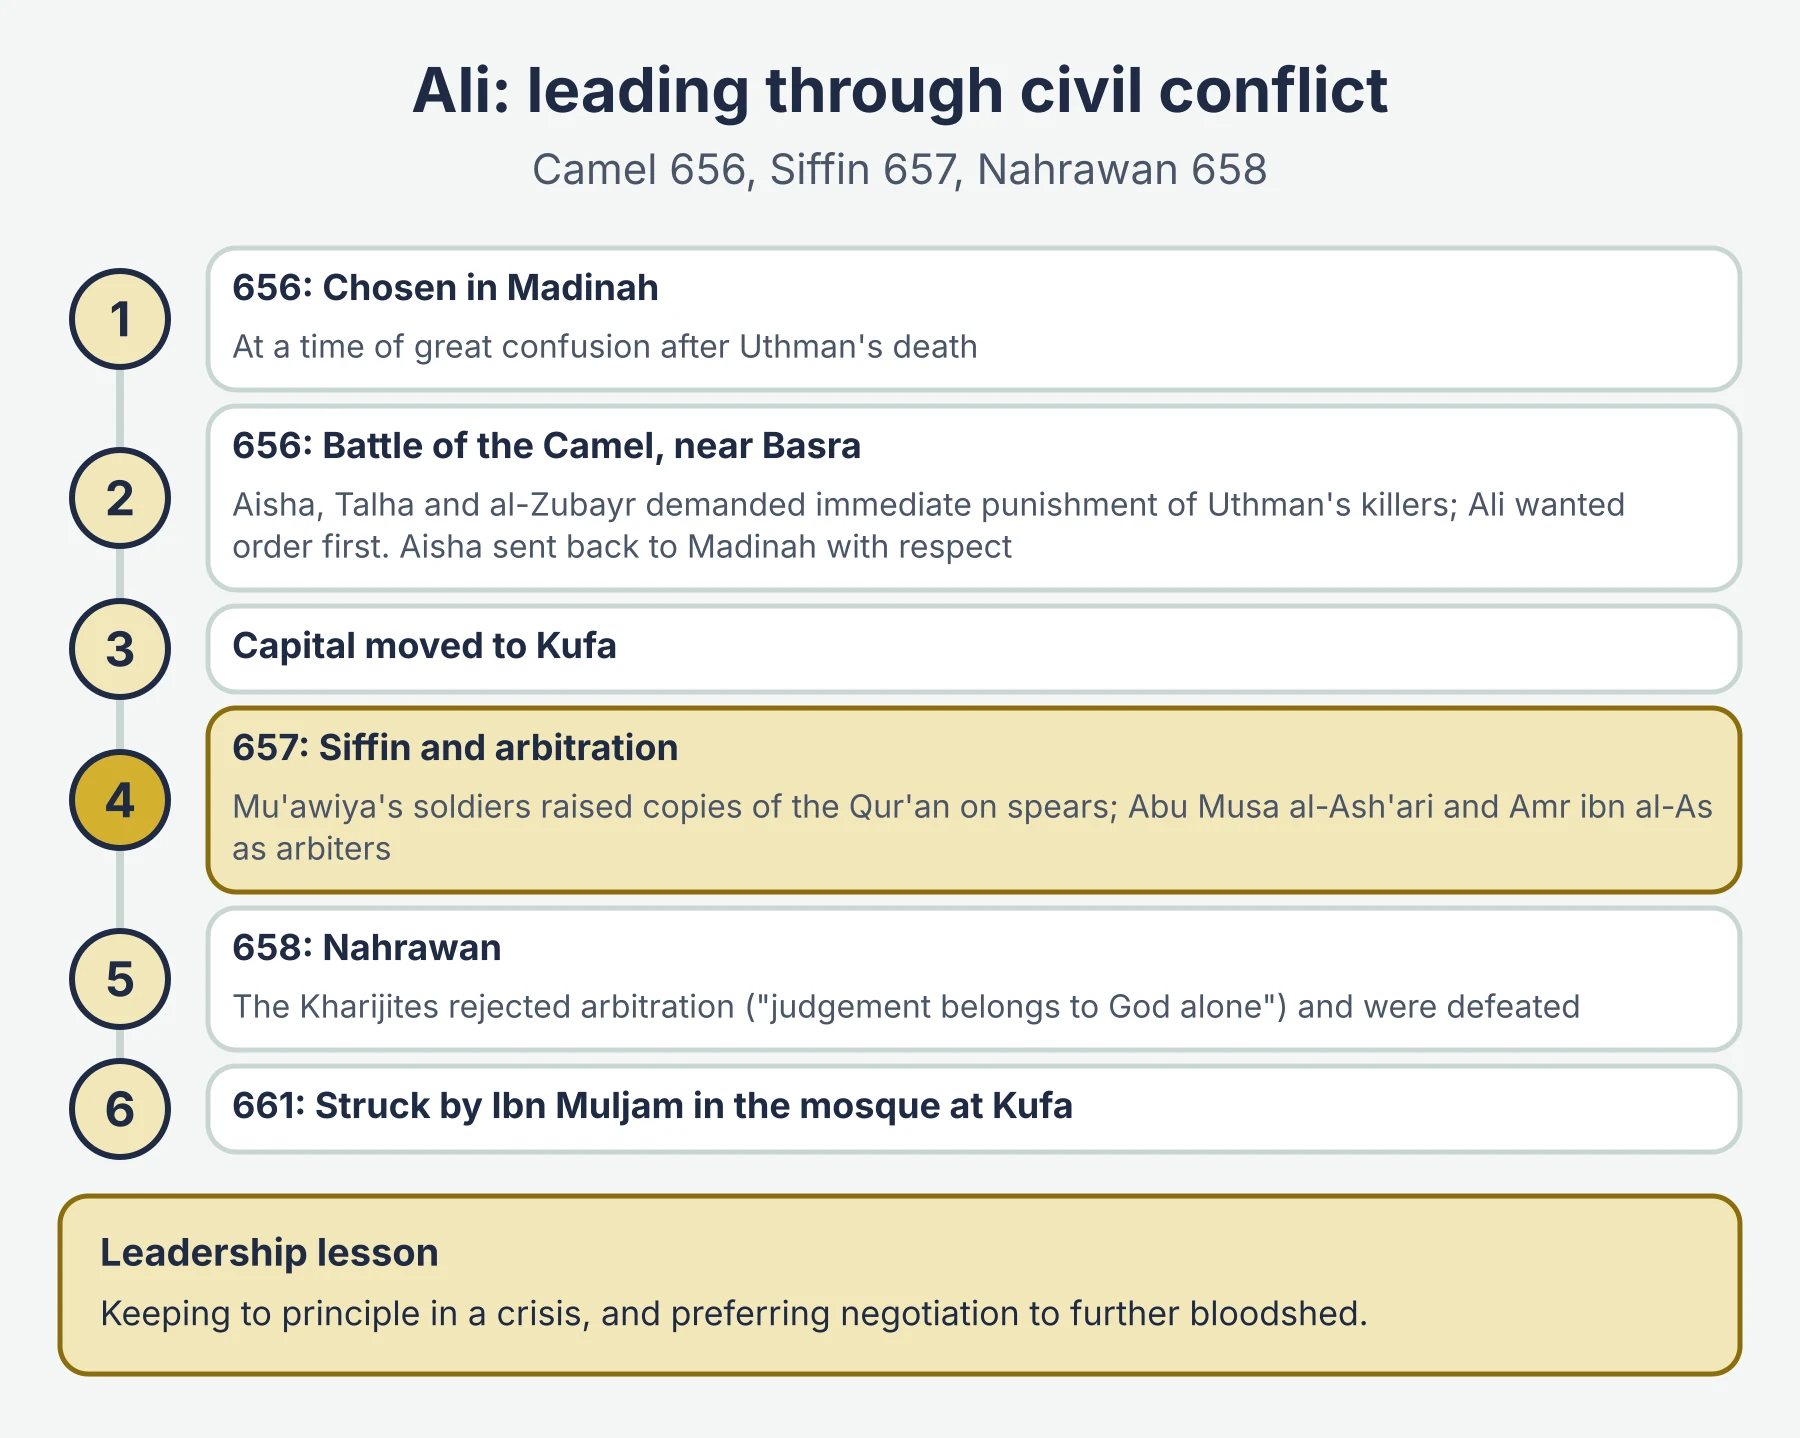 Ali: leading through civil conflict
Camel 656, Siffin 657, Nahrawan 658
1
656: Chosen in Madinah
At a time of great confusion after Uthman's death
2
656: Battle of the Camel, near Basra
Aisha, Talha and al-Zubayr demanded immediate punishment of Uthman's killers; Ali wanted
order first. Aisha sent back to Madinah with respect
3
Capital moved to Kufa
4
657: Siffin and arbitration
Mu'awiya's soldiers raised copies of the Qur'an on spears; Abu Musa al-Ash'ari and Amr ibn al-As
as arbiters
5
658: Nahrawan
The Kharijites rejected arbitration ("judgement belongs to God alone") and were defeated
6
661: Struck by Ibn Muljam in the mosque at Kufa
Leadership lesson
Keeping to principle in a crisis, and preferring negotiation to further bloodshed.